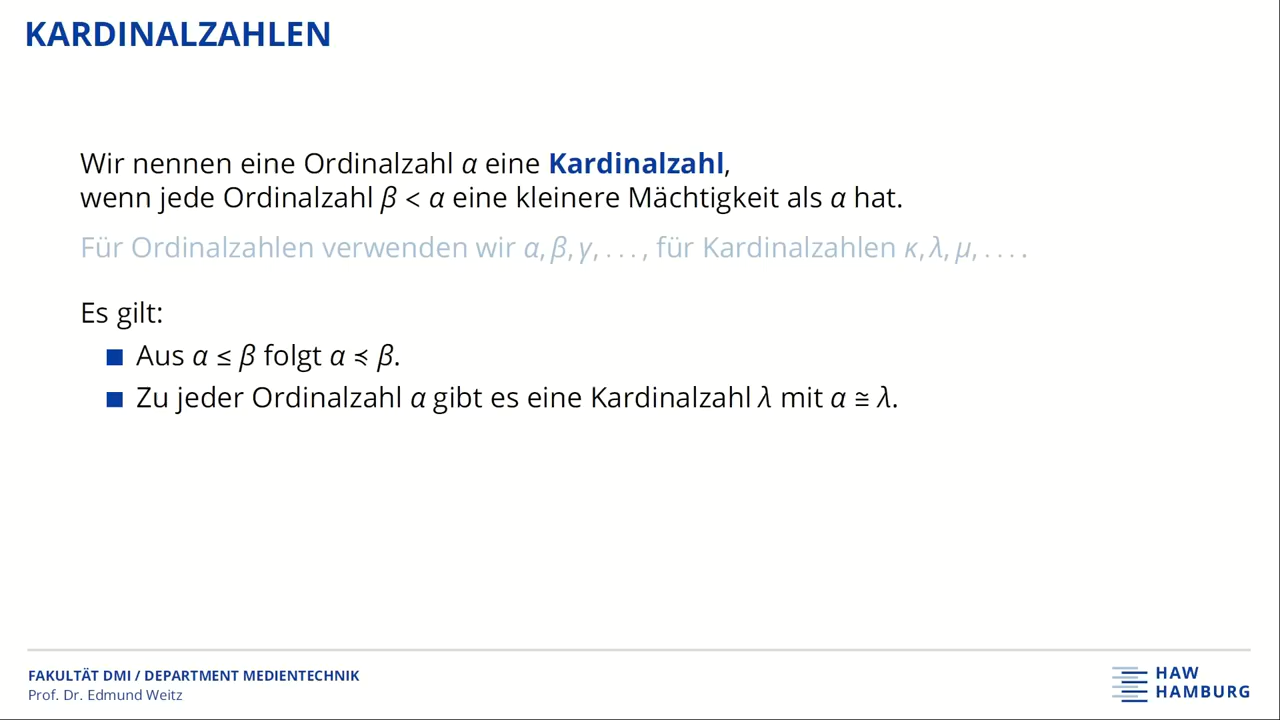 KARDINALZAHLEN
Wir nennen eine Ordinalzahl α eine Kardinalzahl,
wenn jede Ordinalzahl β < α eine kleinere Mächtigkeit als α hat.
Für Ordinalzahlen verwenden wir α, β, γ, . . . , für Kardinalzahlen κ, λ, μ, . . . .
Es gilt:
■ Aus α ≤ β folgt α ≼ β.
■ Zu jeder Ordinalzahl α gibt es eine Kardinalzahl λ mit α ≅ λ.
FAKULTÄT DMI / DEPARTMENT MEDIENTECHNIK
Prof. Dr. Edmund Weitz
HAW
HAMBURG